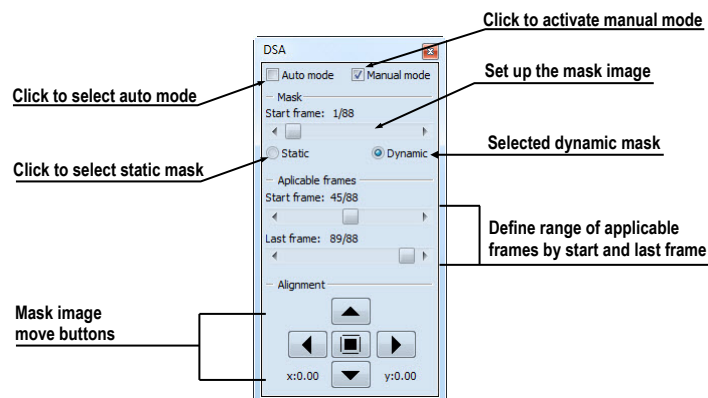 Click to activate manual mode
DSA
Auto mode
Manual mode
Set up the mask image
Click to select auto mode
Mask
Start frame: 1/88
Selected dynamic mask
Static
Dynamic
Click to select static mask
Aplicable frames
Start frame: 45/88
Define range of applicable
frames by start and last frame
Last frame: 89/88
Alignment
Mask image
move buttons
x:0.00
y:0.00